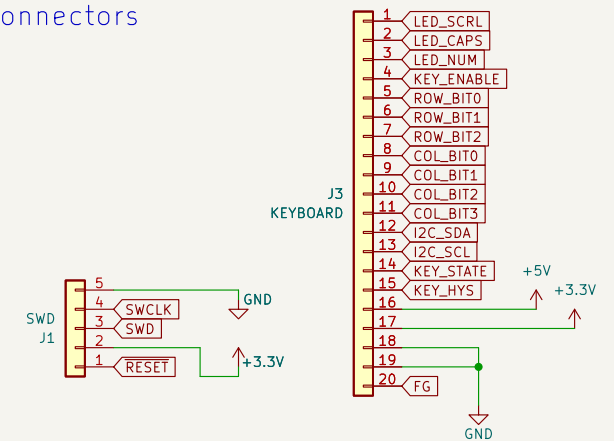 onnectors
J3
KEYBOARD
1 LED_SCRL
2 LED_CAPS
3 LED_NUM
4 KEY_ENABLE
5 ROW_BIT0
6 ROW_BIT1
7 ROW_BIT2
8 COL_BIT0
9 COL_BIT1
10 COL_BIT2
11 COL_BIT3
12 I2C_SDA
13 I2C_SCL
14 KEY_STATE
15 KEY_HYS
16 +5V
17 +3.3V
18
19
20 FG
GND
SWD
J1
5 GND
4 SWCLK
3 SWD
2 +3.3V
1 RESET